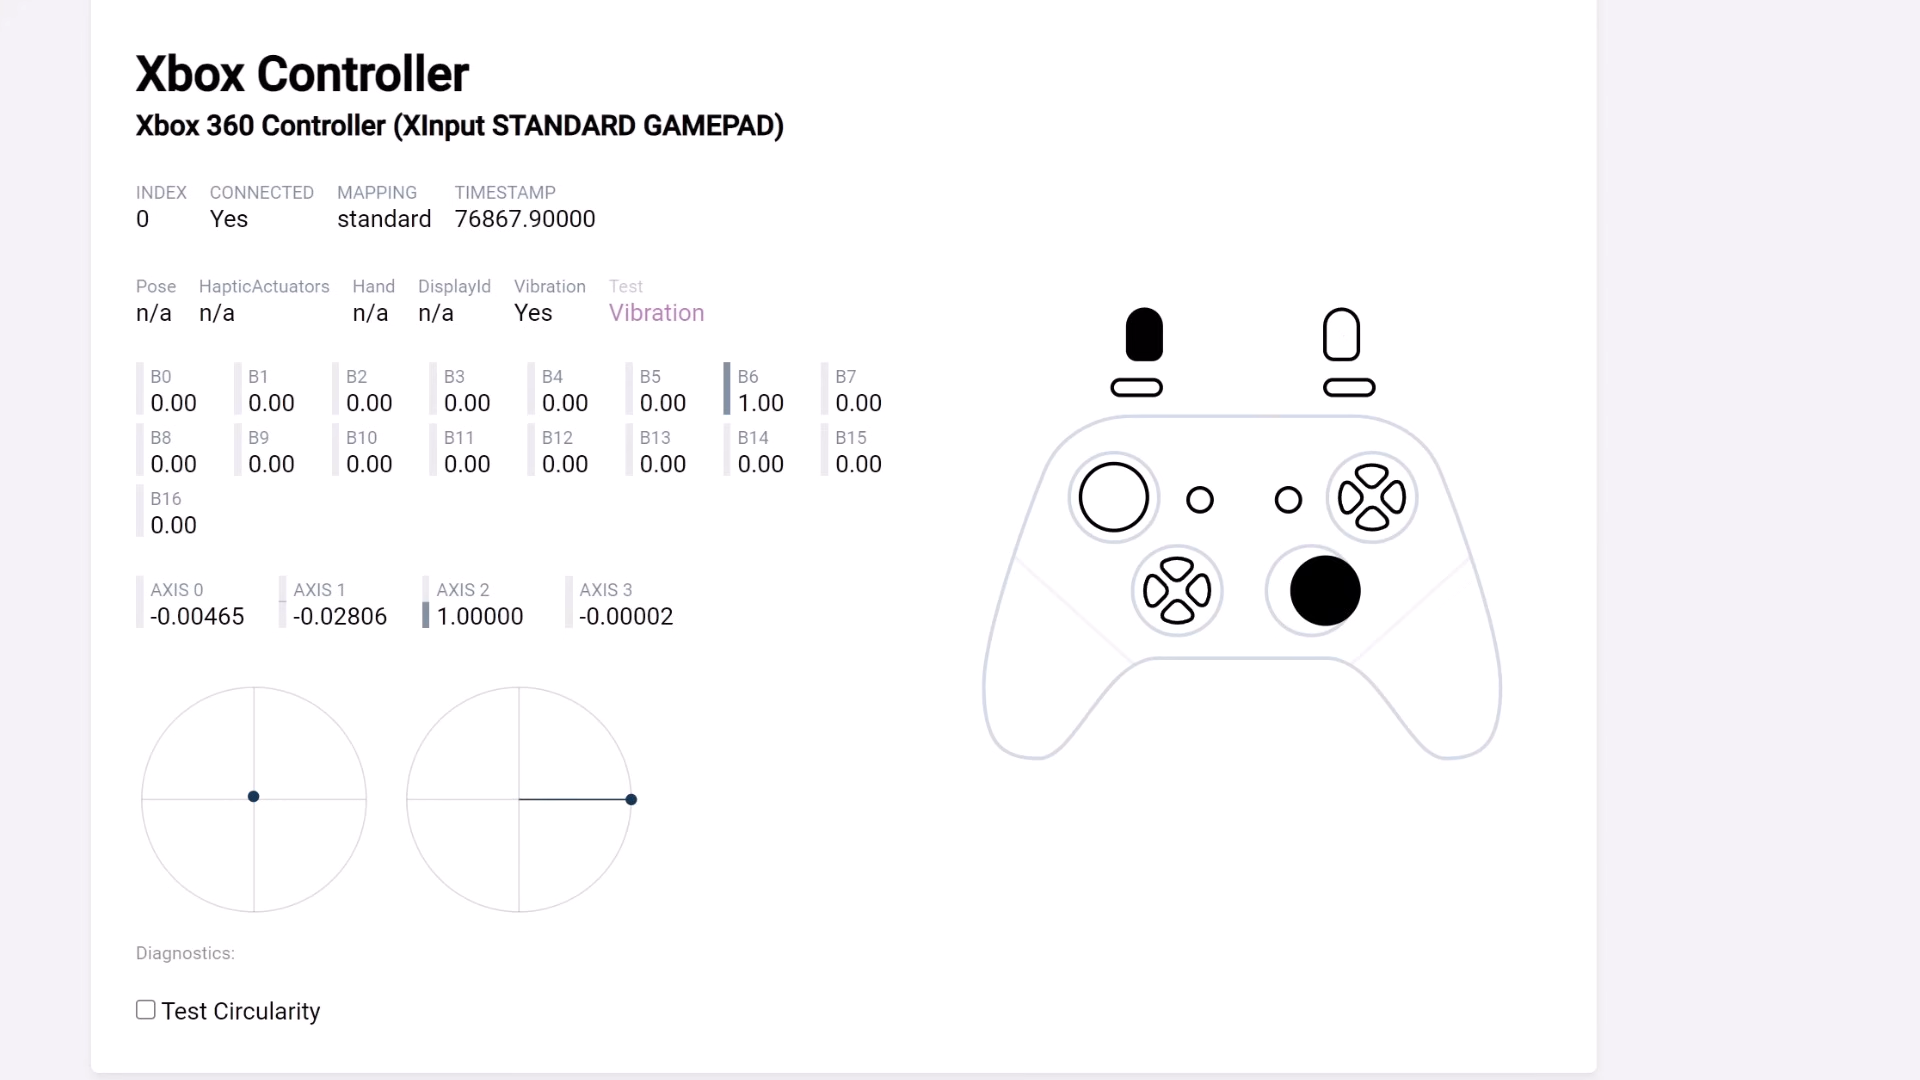 Xbox Controller
Xbox 360 Controller (XInput STANDARD GAMEPAD)
INDEX CONNECTED MAPPING TIMESTAMP
0 Yes standard 76867.90000
Pose HapticActuators Hand DisplayId Vibration Test
n/a n/a n/a n/a Yes Vibration
B0 B1 B2 B3 B4 B5 B6 B7
0.00 0.00 0.00 0.00 0.00 0.00 1.00 0.00
B8 B9 B10 B11 B12 B13 B14 B15
0.00 0.00 0.00 0.00 0.00 0.00 0.00 0.00
B16
0.00
AXIS 0 AXIS 1 AXIS 2 AXIS 3
-0.00465 -0.02806 1.00000 -0.00002
Diagnostics:
Test Circularity